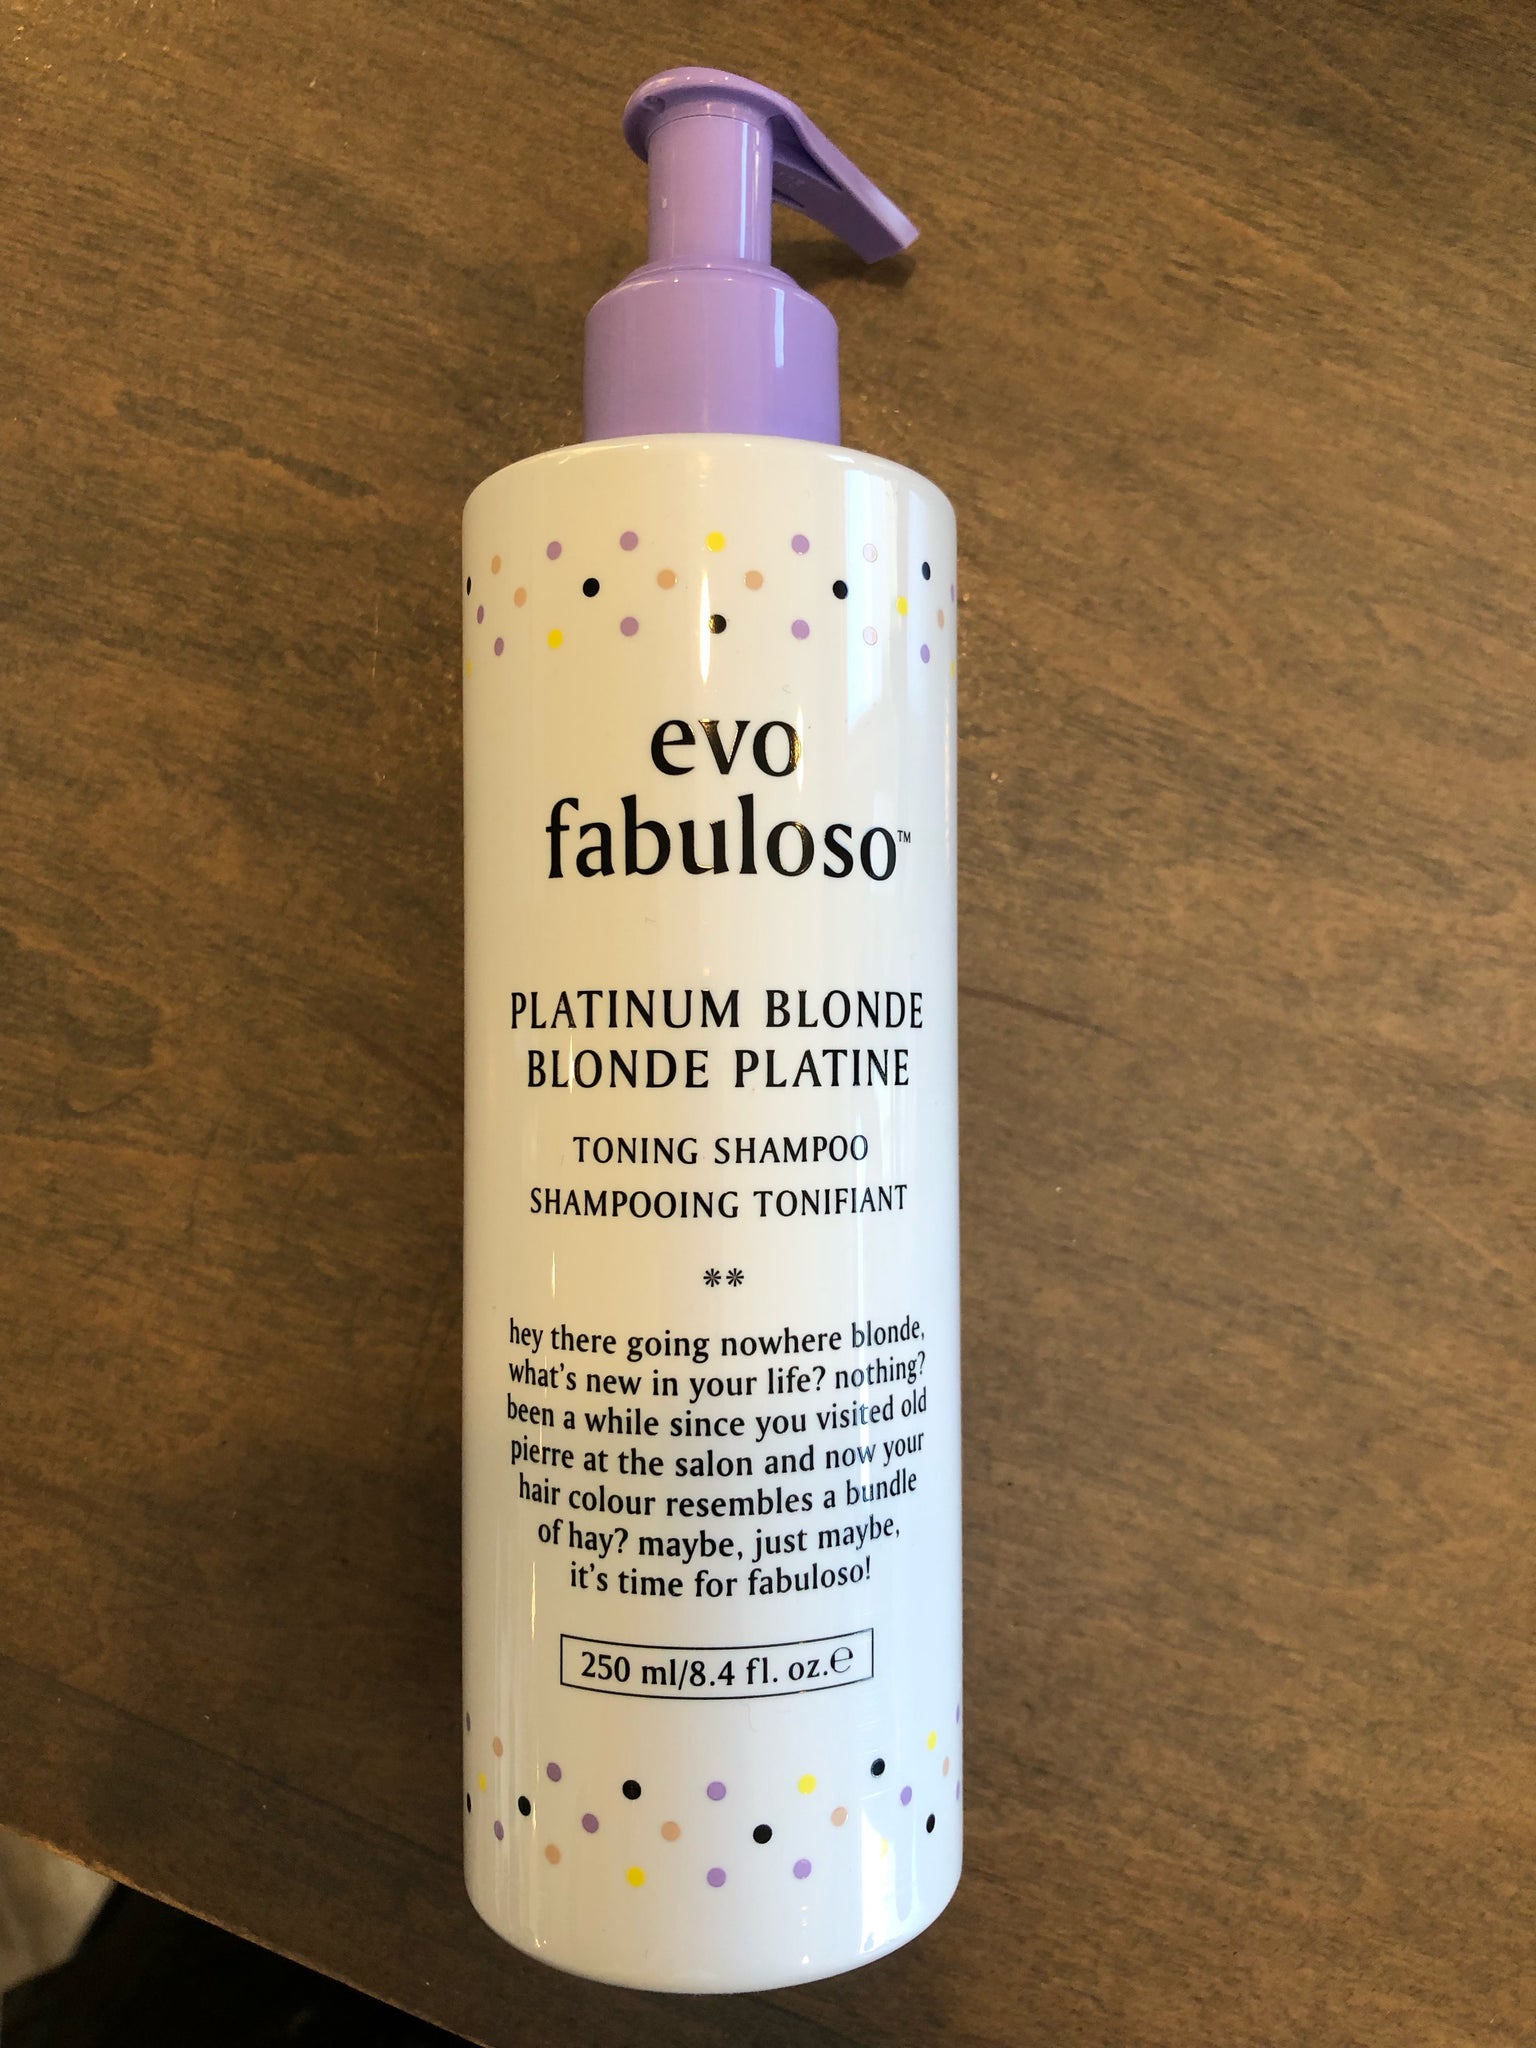 evo
fabuloso™
PLATINUM BLONDE
BLONDE PLATINE
TONING SHAMPOO
SHAMPOOING TONIFIANT
**
hey there going nowhere blonde,
what's new in your life? nothing?
been a while since you visited old
pierre at the salon and now your
hair colour resembles a bundle
of hay? maybe, just maybe,
it's time for fabuloso!
250 ml/8.4 fl. oz.℮